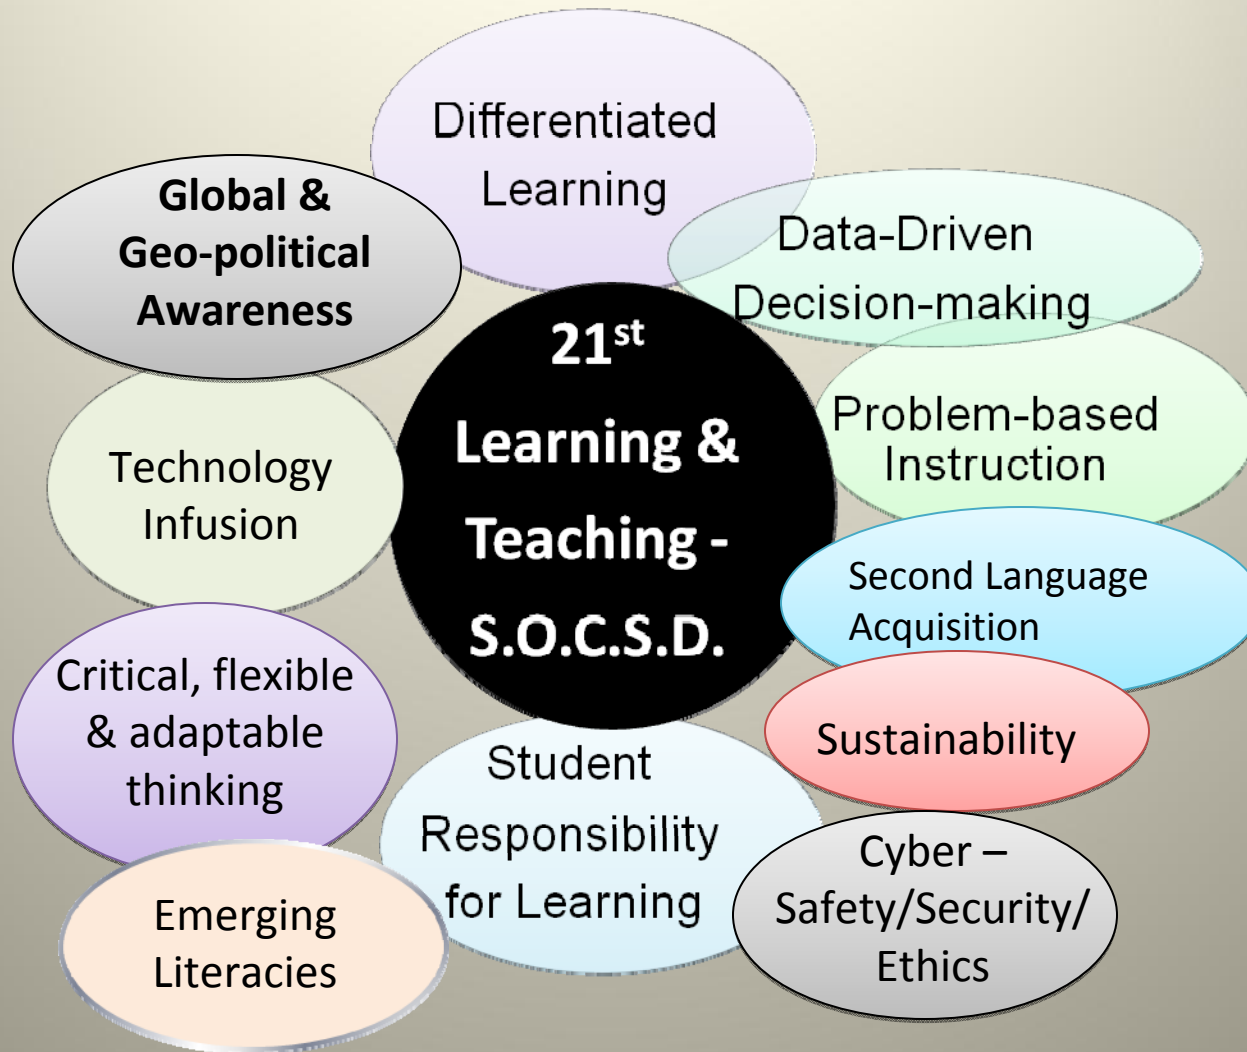 Differentiated
Learning
Global &
Geo-political
Awareness
Data-Driven
Decision-making
21st
Learning &
Teaching -
S.O.C.S.D.
Problem-based
Instruction
Technology
Infusion
Second Language
Acquisition
Critical, flexible
& adaptable
thinking
Sustainability
Student
Responsibility
for Learning
Cyber –
Safety/Security/
Ethics
Emerging
Literacies